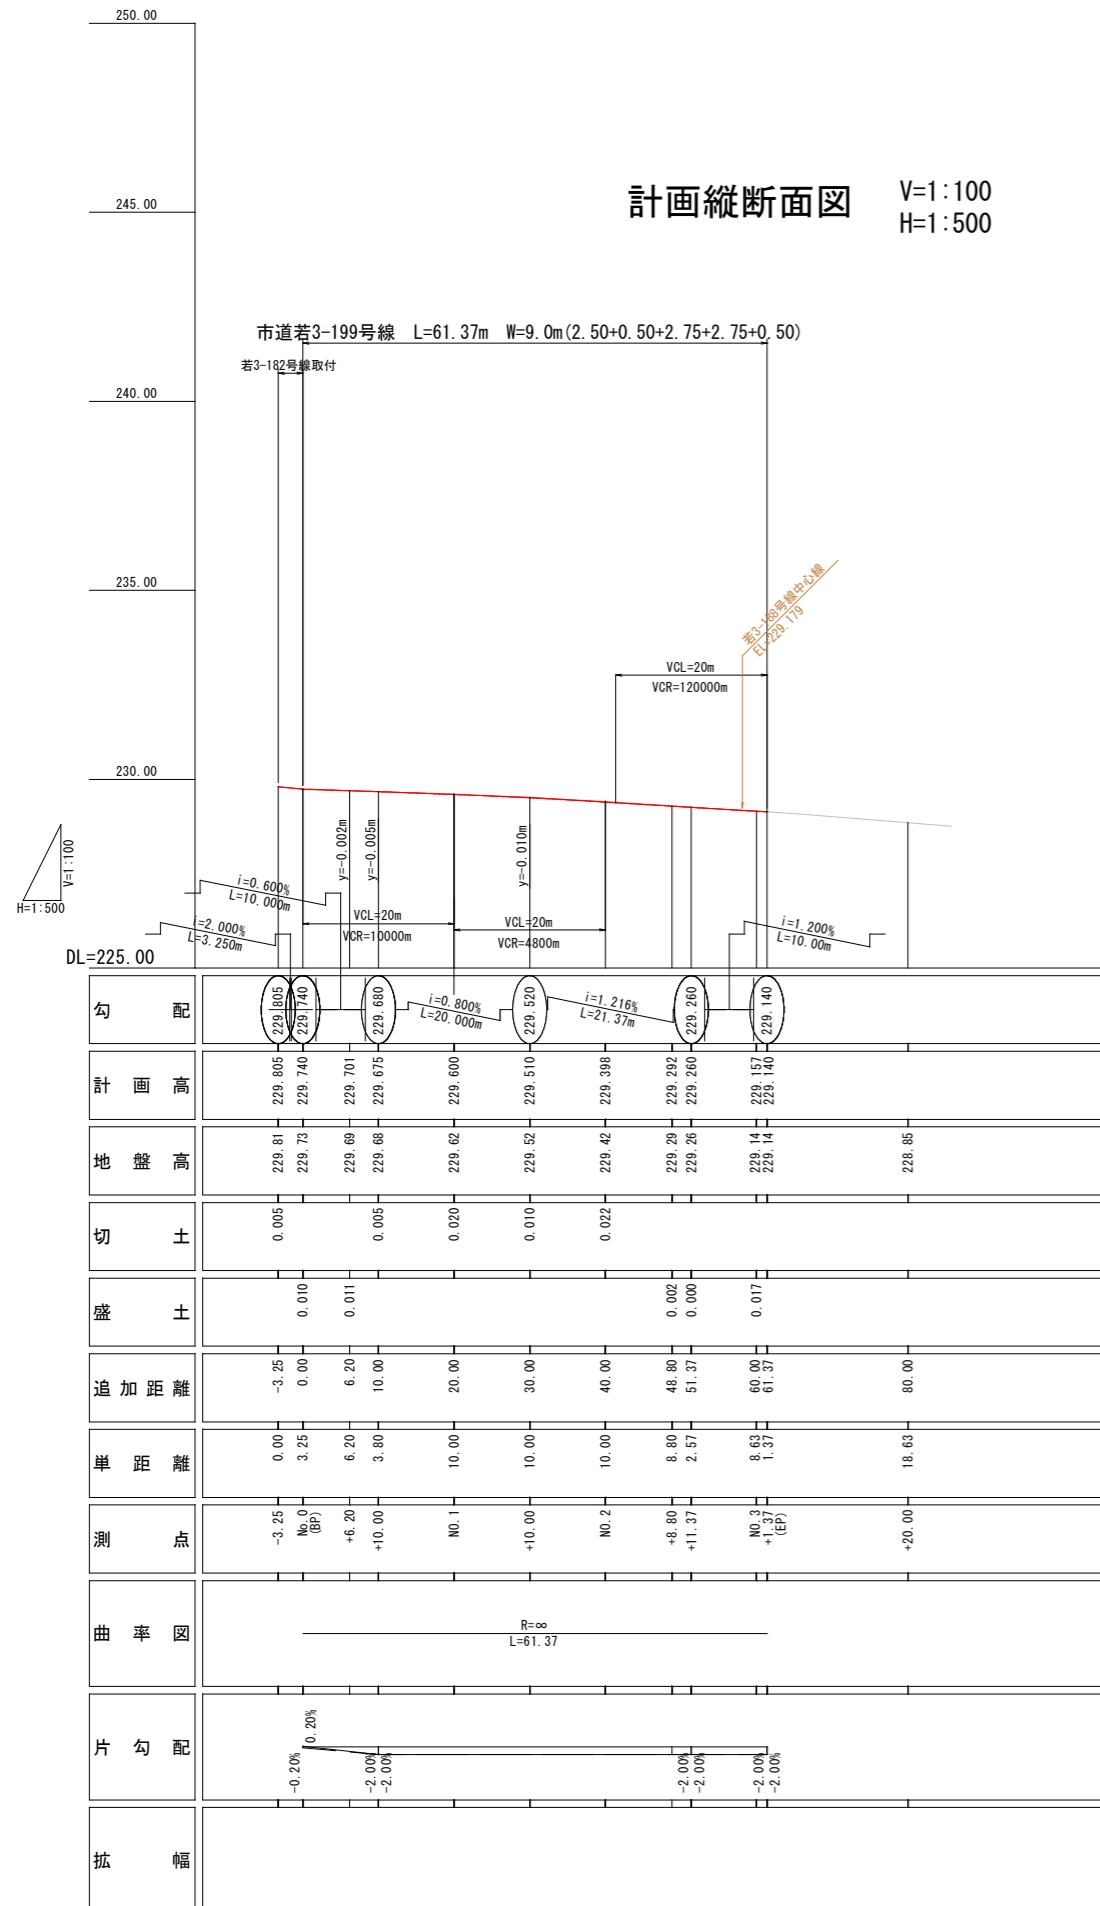 250.00
計画縦断面図
V=1:100
H=1:500
245.00
市道若3-199号線 L=61.37m W=9.0m(2.50+0.50+2.75+2.75+0.50)
若3-182号線取付
240.00
235.00
若3-188号線中心線
EL=229.179
VCL=20m
VCR=120000m
230.00
V=1:100
H=1:500
y=-0.002m
y=-0.005m
y=-0.010m
i=0.600%
L=10.000m
i=2.000%
L=3.250m
VCL=20m
VCR=10000m
VCL=20m
VCR=4800m
i=1.200%
L=10.00m
DL=225.00
勾配
229.805
229.740
229.680
i=0.800%
L=20.000m
229.520
i=1.216%
L=21.37m
229.260
229.140
計画高
229.805
229.740
229.701
229.675
229.600
229.510
229.398
229.292
229.260
229.157
229.140
地盤高
229.81
229.73
229.69
229.68
229.62
229.52
229.42
229.29
229.26
229.14
229.14
228.85
切土
0.005
0.005
0.020
0.010
0.022
盛土
0.010
0.011
0.002
0.000
0.017
追加距離
-3.25
0.00
6.20
10.00
20.00
30.00
40.00
48.80
51.37
60.00
61.37
80.00
単距離
0.00
3.25
6.20
3.80
10.00
10.00
10.00
8.80
2.57
8.63
1.37
18.63
測点
-3.25
No.0
(BP)
+6.20
+10.00
NO.1
+10.00
NO.2
+8.80
+11.37
NO.3
+1.37
(EP)
+20.00
曲率図
R=∞
L=61.37
片勾配
-0.20%
0.20%
-2.00%
-2.00%
-2.00%
-2.00%
-2.00%
-2.00%
拡幅